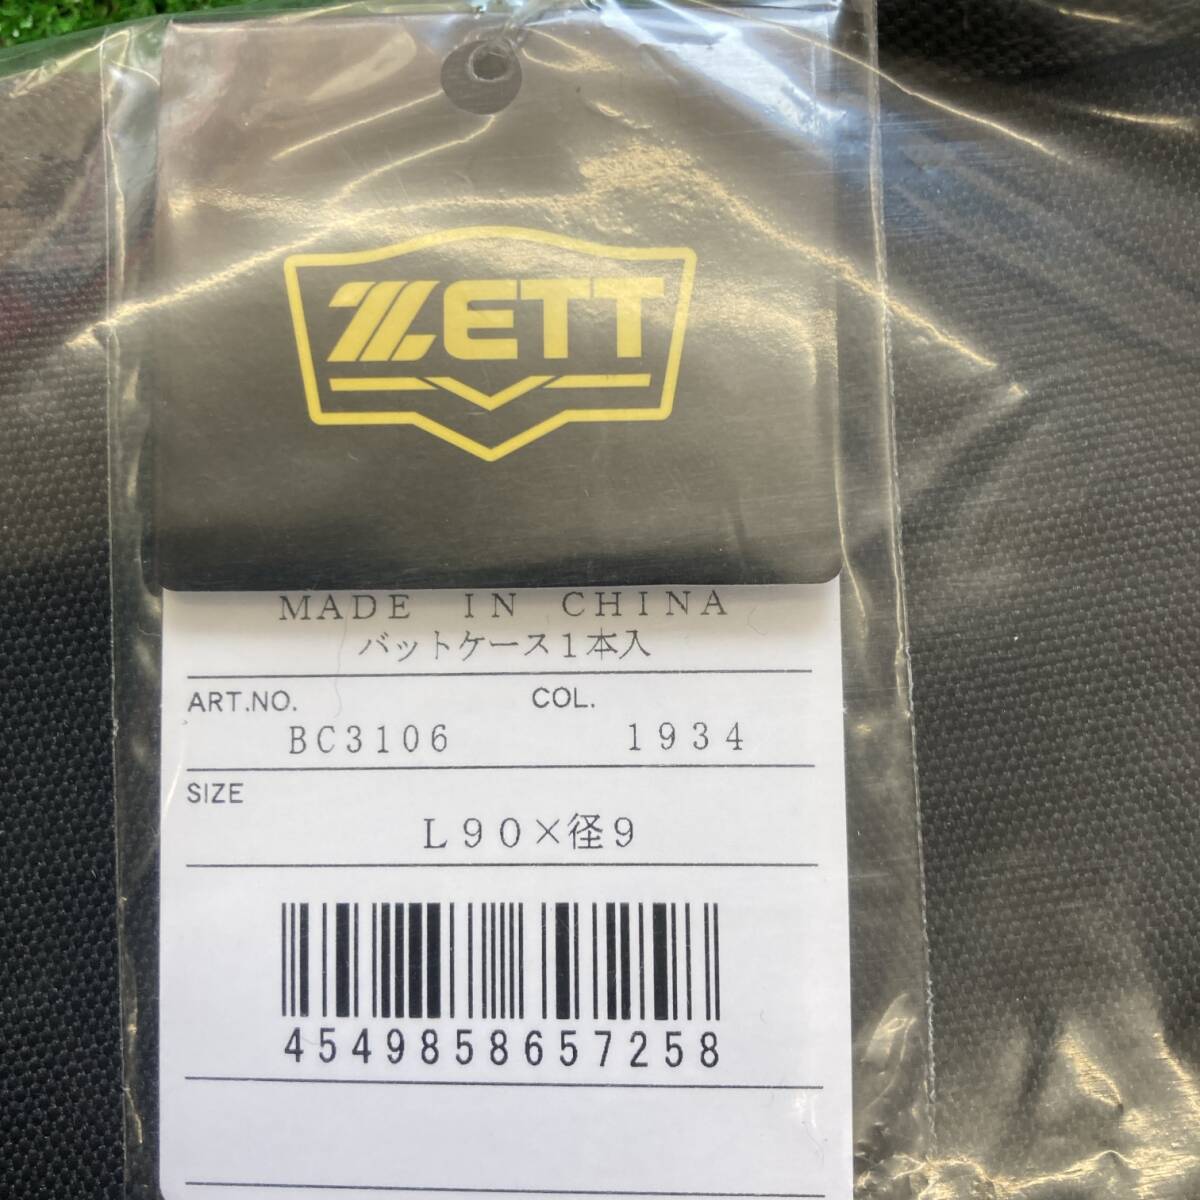 ZETT
MADE IN CHINA
バットケース１本入
ART.NO. COL.
BC3106 1934
SIZE
Ｌ９０×径９
4549858657258